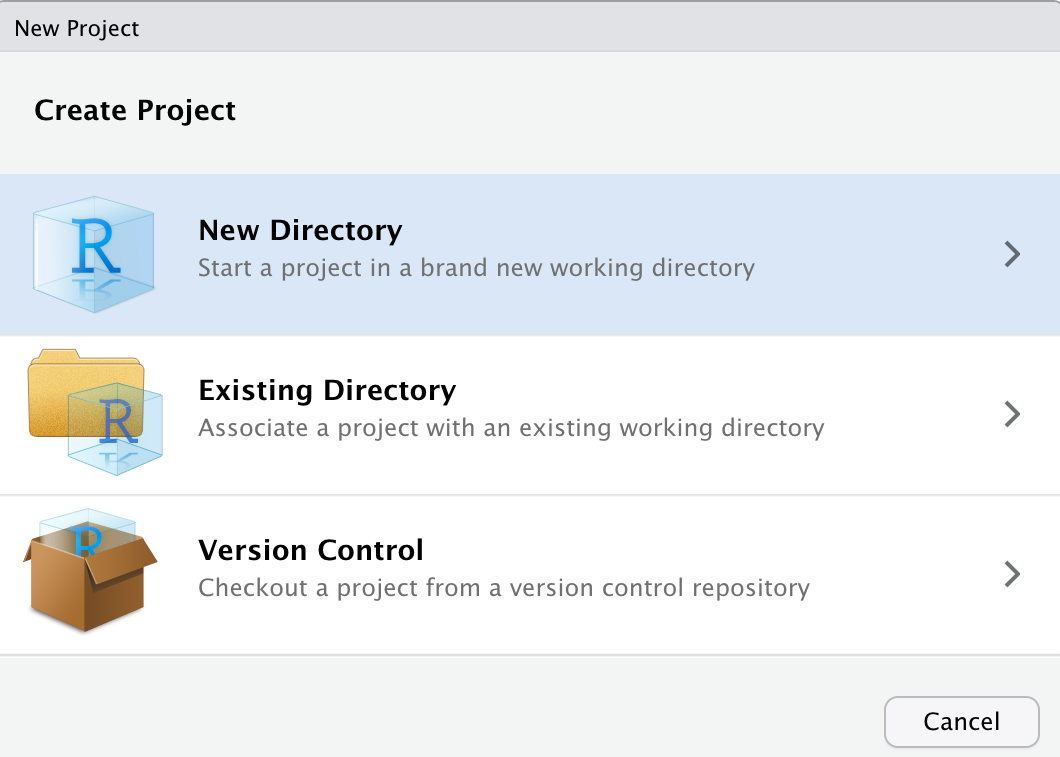 New Project
Create Project
R
New Directory
Start a project in a brand new working directory
R
Existing Directory
Associate a project with an existing working directory
R
Version Control
Checkout a project from a version control repository
Cancel